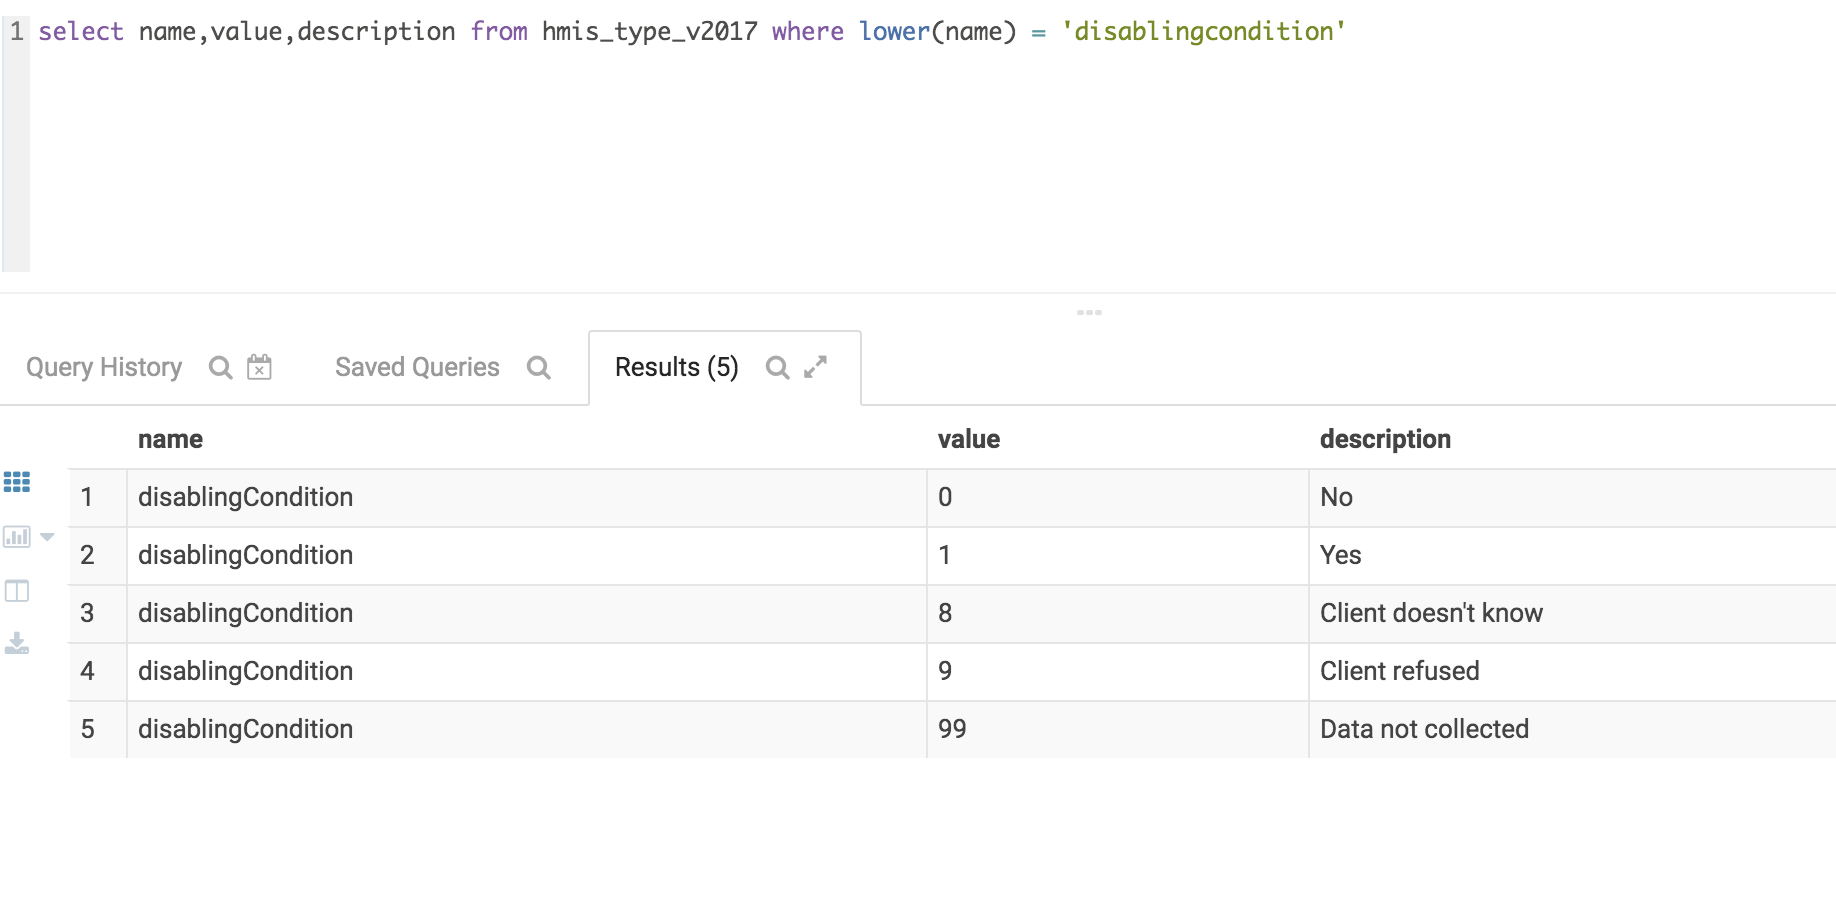 1 select name,value,description from hmis_type_v2017 where lower(name) = 'disablingcondition'
Query History Saved Queries Results (5)
name value description
1 disablingCondition 0 No
2 disablingCondition 1 Yes
3 disablingCondition 8 Client doesn't know
4 disablingCondition 9 Client refused
5 disablingCondition 99 Data not collected